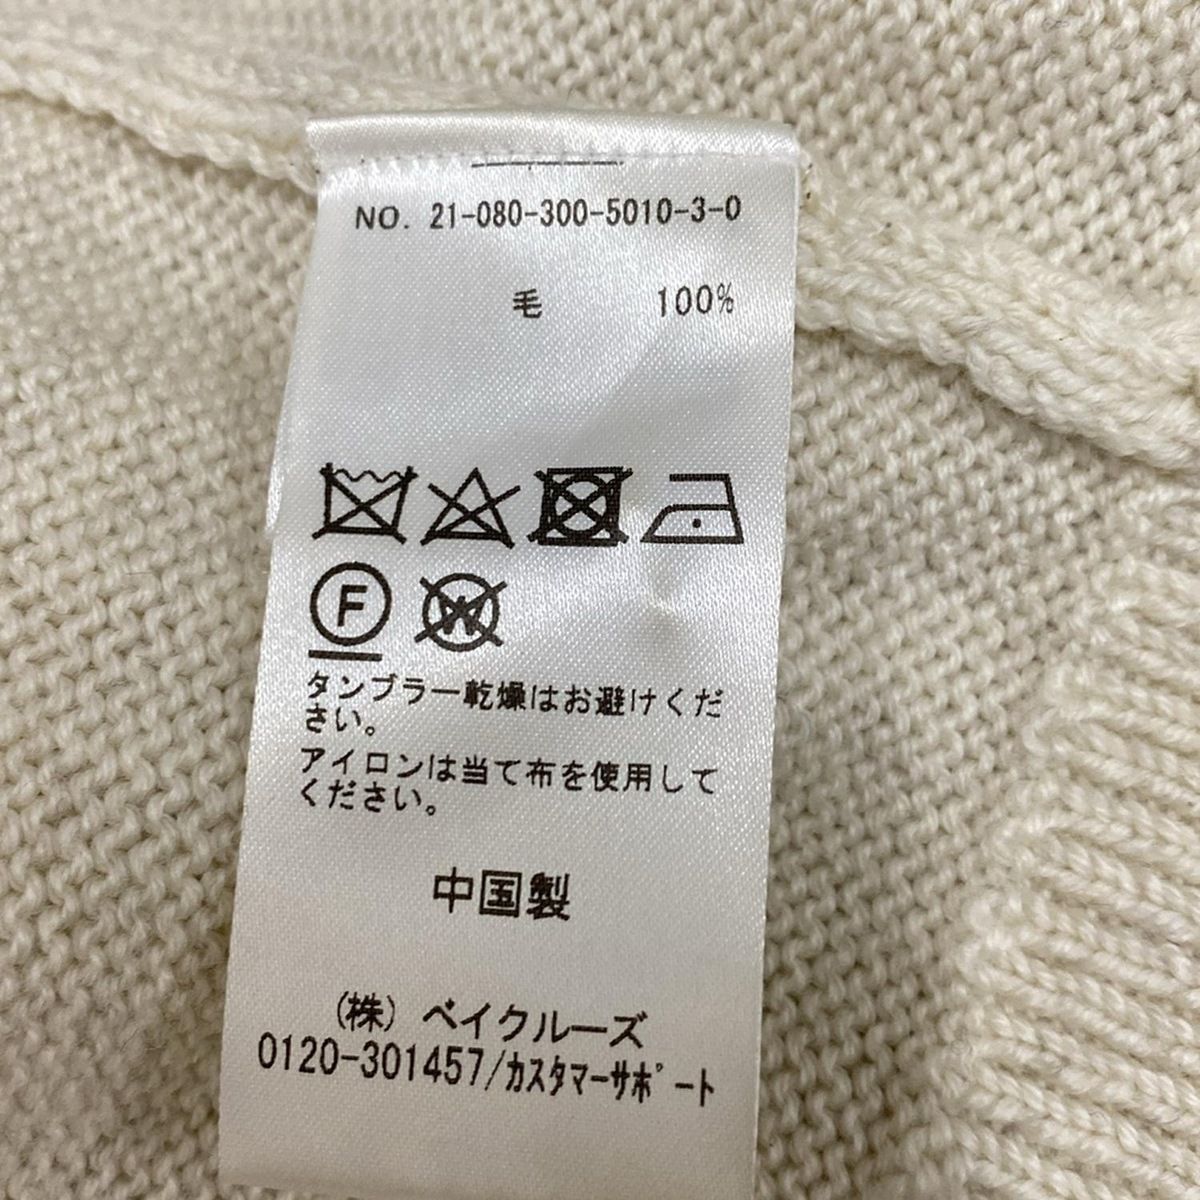 NO. 21-080-300-5010-3-0
毛 100%
F
W
タンブラー乾燥はお避けくだ
さい。
アイロンは当て布を使用して
ください。
中国製
(株) ベイクルーズ
0120-301457/カスタマーサポート